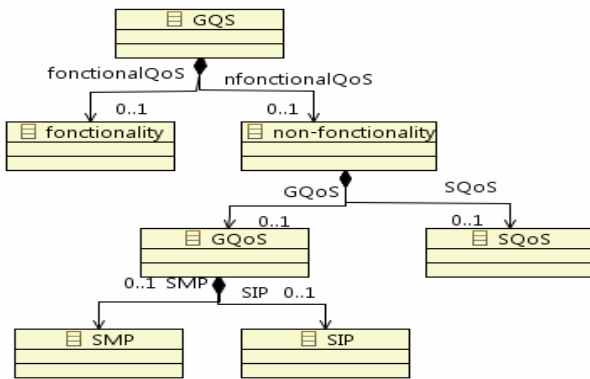 GQS
fonctionalQoS nfonctionalQoS
0..1 0..1
fonctionality non-fonctionality
GQoS SQoS
0..1 0..1
GQoS SQoS
0..1 SMP SIP 0..1
SMP SIP